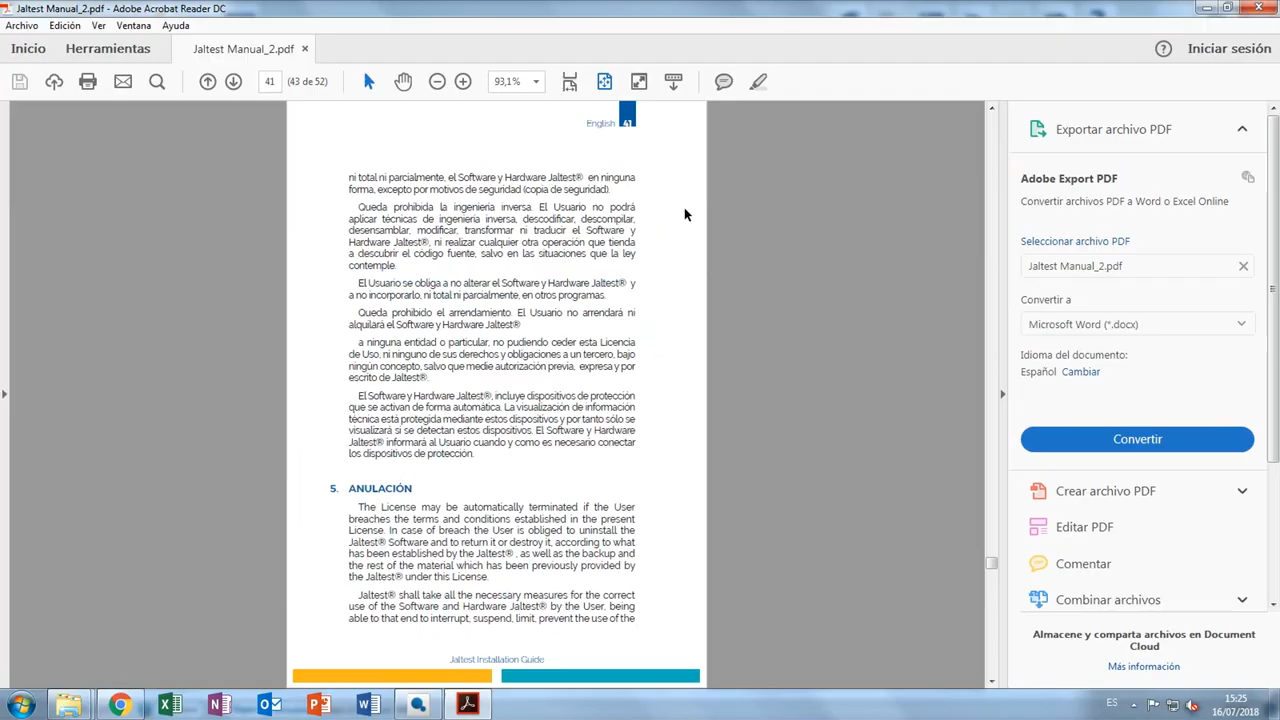 Jaltest Manual_2.pdf - Adobe Acrobat Reader DC
Archivo Edición Ver Ventana Ayuda
Inicio Herramientas Jaltest Manual_2.pdf × Iniciar sesión
41 (43 de 52) 93,1%
English 41
ni total ni parcialmente, el Software y Hardware Jaltest® en ninguna
forma, excepto por motivos de seguridad (copia de seguridad).
Queda prohibida la ingeniería inversa. El Usuario no podrá
aplicar técnicas de ingeniería inversa, descodificar, descompilar,
desensamblar, modificar, transformar ni traducir el Software y
Hardware Jaltest®, ni realizar cualquier otra operación que tienda
a descubrir el código fuente, salvo en las situaciones que la ley
contemple.
El Usuario se obliga a no alterar el Software y Hardware Jaltest® y
a no incorporarlo, ni total ni parcialmente, en otros programas.
Queda prohibido el arrendamiento. El Usuario no arrendará ni
alquilará el Software y Hardware Jaltest®
a ninguna entidad o particular, no pudiendo ceder esta Licencia
de Uso, ni ninguno de sus derechos y obligaciones a un tercero, bajo
ningún concepto, salvo que medie autorización previa, expresa y por
escrito de Jaltest®.
El Software y Hardware Jaltest®, incluye dispositivos de protección
que se activan de forma automática. La visualización de información
técnica está protegida mediante estos dispositivos y por tanto sólo se
visualizará si se detectan estos dispositivos. El Software y Hardware
Jaltest® informará al Usuario cuando y como es necesario conectar
los dispositivos de protección.
5. ANULACIÓN
The License may be automatically terminated if the User
breaches the terms and conditions established in the present
License. In case of breach the User is obliged to uninstall the
Jaltest® Software and to return it or destroy it, according to what
has been established by the Jaltest® , as well as the backup and
the rest of the material which has been previously provided by
the Jaltest® under this License.
Jaltest® shall take all the necessary measures for the correct
use of the Software and Hardware Jaltest® by the User, being
able to that end to interrupt, suspend, limit, prevent the use of the
Jaltest Installation Guide
Exportar archivo PDF
Adobe Export PDF
Convertir archivos PDF a Word o Excel Online
Seleccionar archivo PDF
Jaltest Manual_2.pdf
Convertir a
Microsoft Word (*.docx)
Idioma del documento:
Español Cambiar
Convertir
Crear archivo PDF
Editar PDF
Comentar
Combinar archivos
Almacene y comparta archivos en Document
Cloud
Más información
ES
15:25
16/07/2018